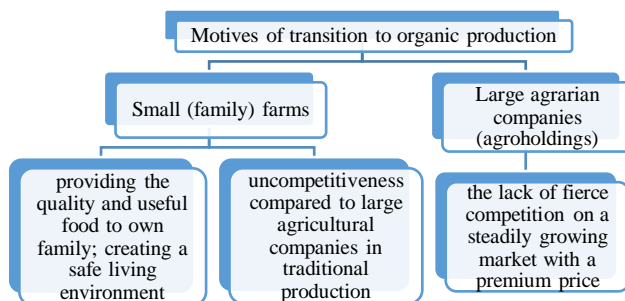 Motives of transition to organic production
Small (family) farms
Large agrarian
companies
(agroholdings)
providing the
quality and useful
food to own
family; creating a
safe living
environment
uncompetitiveness
compared to large
agricultural
companies in
traditional
production
the lack of fierce
competition on a
steadily growing
market with a
premium price